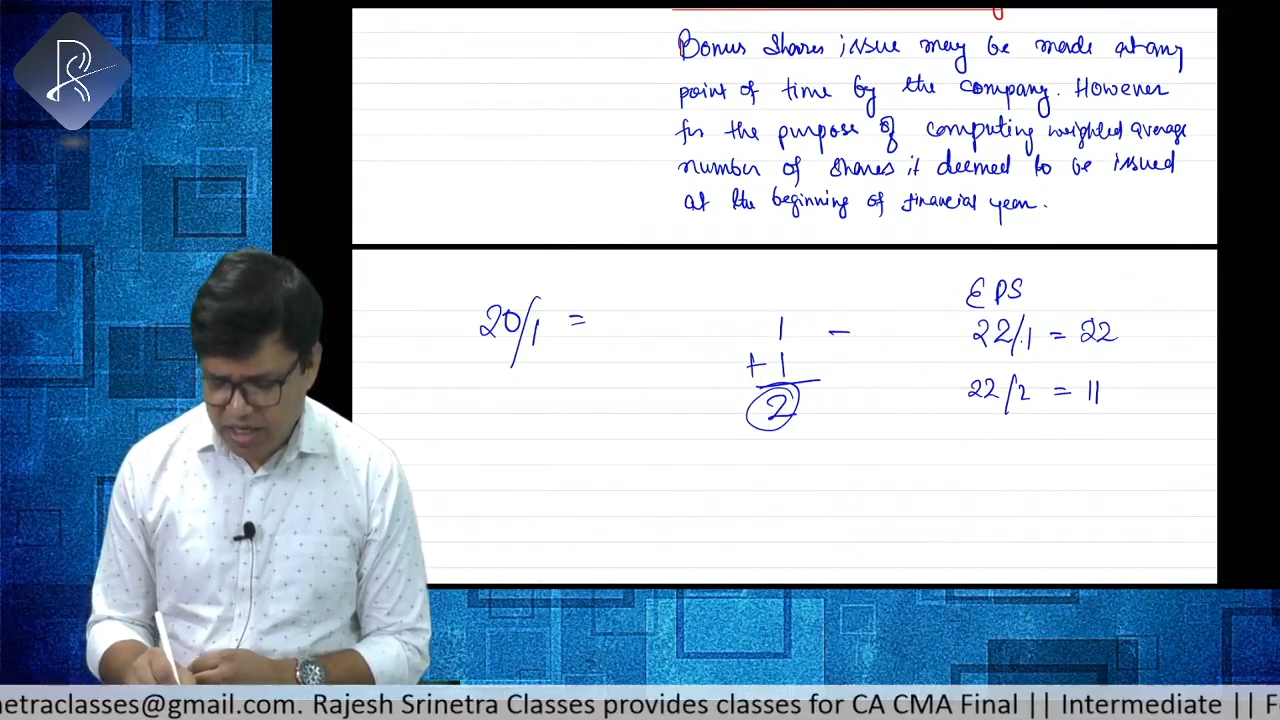 Bonus Shares issue may be made at any
point of time by the company. However
for the purpose of computing weighted average
number of shares it deemed to be issued
at the beginning of financial year.
EPS
20/1 =
1 -
22/1 = 22
+ 1
2
22/2 = 11
netraclasses@gmail.com. Rajesh Srinetra Classes provides classes for CA CMA Final || Intermediate || F